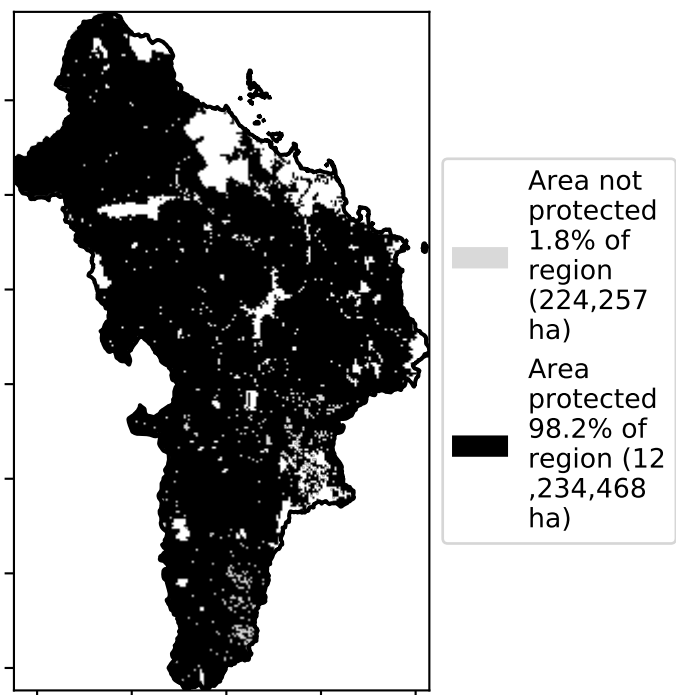 Area not
protected
1.8% of
region
(224,257
ha)
Area
protected
98.2% of
region (12
,234,468
ha)